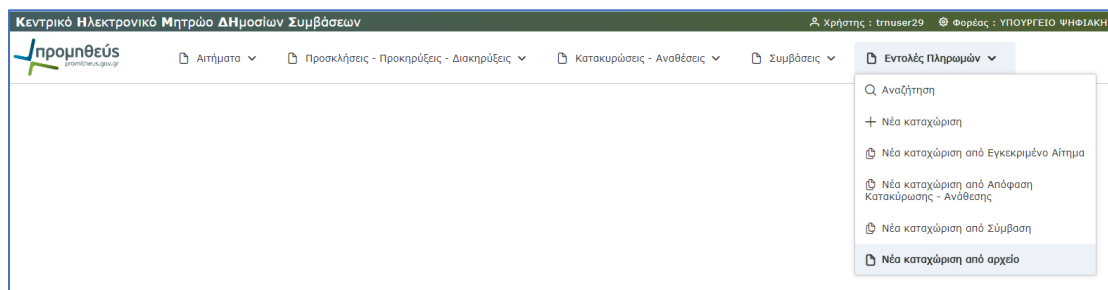 Κεντρικό Ηλεκτρονικό Μητρώο ΔΗμοσίων Συμβάσεων Χρήστης : trnuser29 Φορέας : ΥΠΟΥΡΓΕΙΟ ΨΗΦΙΑΚΗ
προμηθεύς
promitheus.gov.gr
Αιτήματα Προσκλήσεις - Προκηρύξεις - Διακηρύξεις Κατακυρώσεις - Αναθέσεις Συμβάσεις Εντολές Πληρωμών
Αναζήτηση
Νέα καταχώριση
Νέα καταχώριση από Εγκεκριμένο Αίτημα
Νέα καταχώριση από Απόφαση
Κατακύρωσης - Ανάθεσης
Νέα καταχώριση από Σύμβαση
Νέα καταχώριση από αρχείο